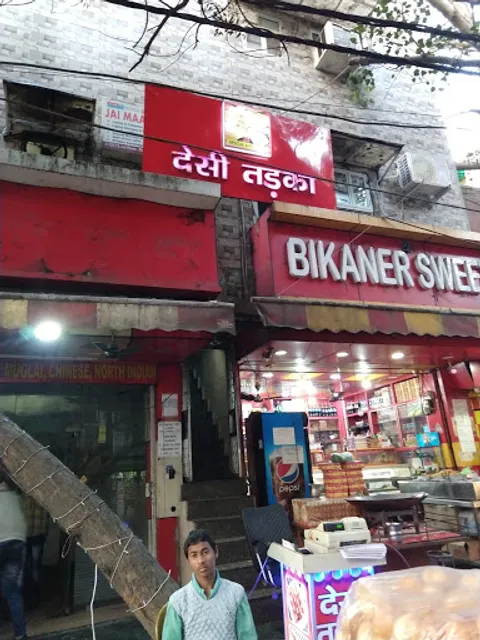 JAI MAA
देसी तड़का
BIKANER SWEE
MUGLAI, CHINESE, NORTH INDIAN
pepsi
देसी